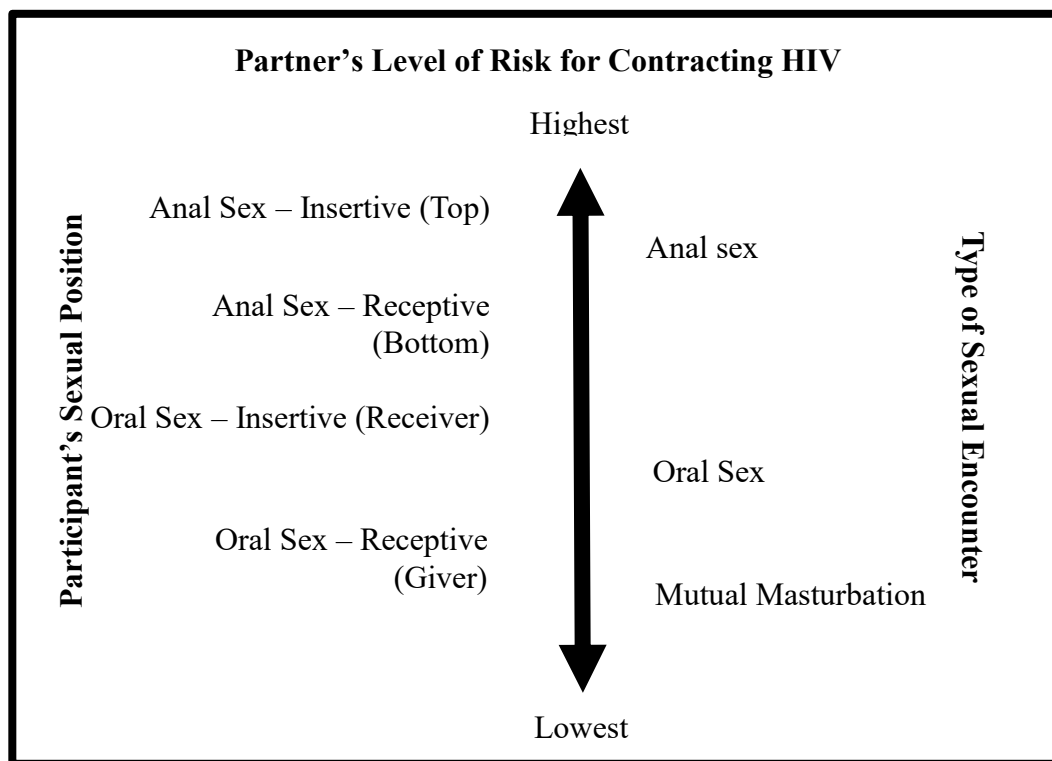 Partner’s Level of Risk for Contracting HIV
Highest
Participant’s Sexual Position
Anal Sex – Insertive (Top)
Anal Sex – Receptive
(Bottom)
Oral Sex – Insertive (Receiver)
Oral Sex – Receptive
(Giver)
Anal sex
Oral Sex
Mutual Masturbation
Type of Sexual Encounter
Lowest